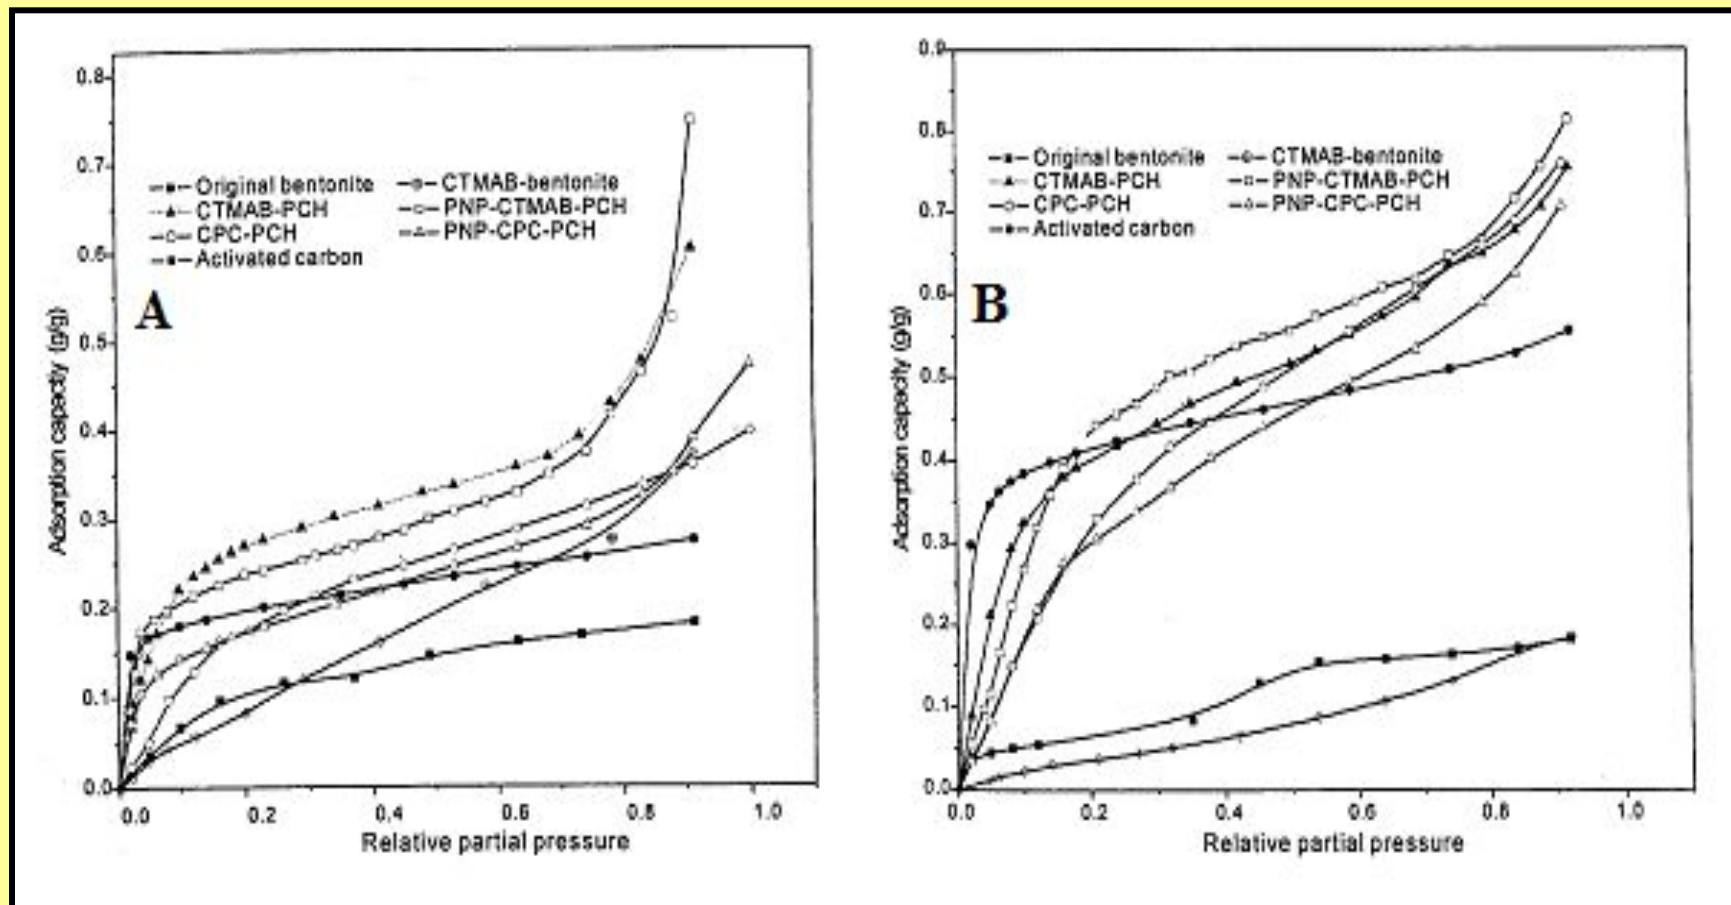 0.8
0.7
0.6
0.5
0.4
0.3
0.2
0.1
0.0
Adsorption capactiy (g/g)
Original bentonite
CTMAB-bentonite
CTMAB-PCH
PNP-CTMAB-PCH
CPC-PCH
PNP-CPC-PCH
Activated carbon
A
0.0 0.2 0.4 0.6 0.8 1.0
Relative partial pressure
0.9
0.8
0.7
0.6
0.5
0.4
0.3
0.2
0.1
0.0
Adsorption capacity (g/g)
Original bentonite
CTMAB-bentonite
CTMAB-PCH
PNP-CTMAB-PCH
CPC-PCH
PNP-CPC-PCH
Activated carbon
B
0.0 0.2 0.4 0.6 0.8 1.0
Relative partial pressure